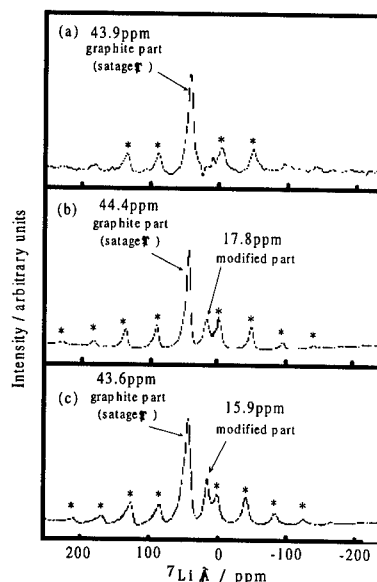 (a) 43.9ppm
graphite part
(satage )
* * * *
(b)
44.4ppm
graphite part
(satage )
17.8ppm
modified part
* * * * * * * *
(c)
43.6ppm
graphite part
(satage )
15.9ppm
modified part
* * * * * * * *
Intensity / arbitrary units
200 100 0 -100 -200
⁷Li Â / ppm